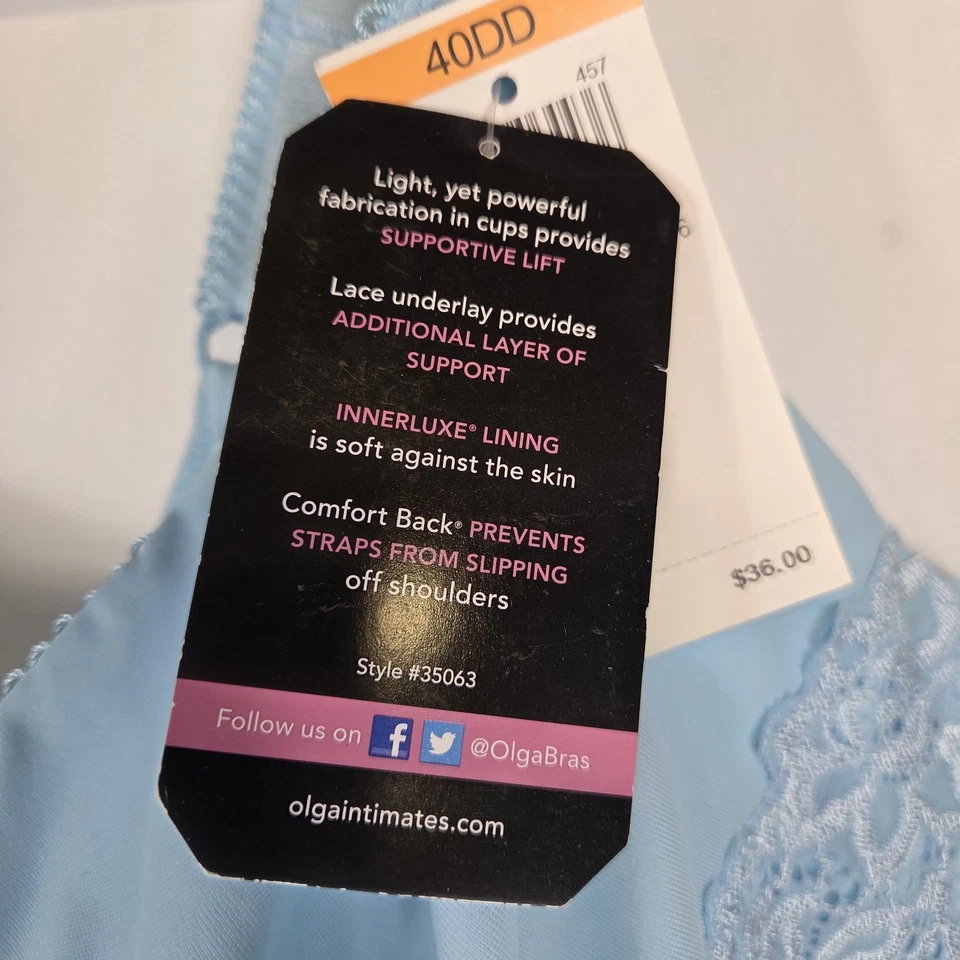 40DD
457
Light, yet powerful
fabrication in cups provides
SUPPORTIVE LIFT
Lace underlay provides
ADDITIONAL LAYER OF
SUPPORT
INNERLUXE® LINING
is soft against the skin
Comfort Back® PREVENTS
STRAPS FROM SLIPPING
off shoulders
$36.00
Style #35063
Follow us on f @OlgaBras
olgaintimates.com